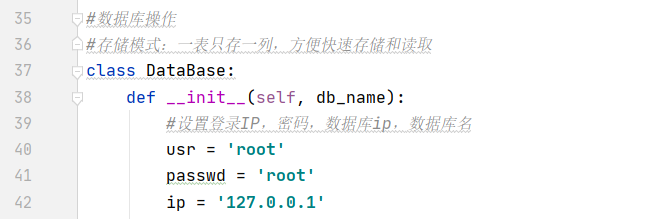 35 #数据库操作
36 #存储模式：一表只存一列，方便快速存储和读取
37 class DataBase:
38 def __init__(self, db_name):
39 #设置登录IP，密码，数据库ip，数据库名
40 usr = 'root'
41 passwd = 'root'
42 ip = '127.0.0.1'